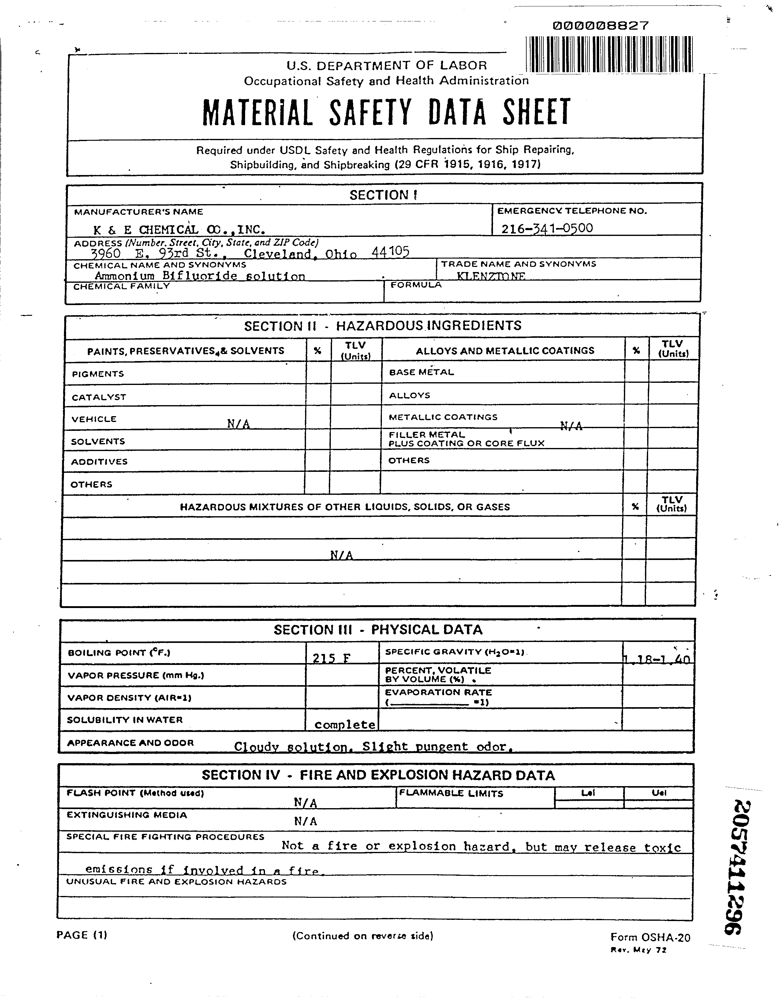 000008827
U.S. DEPARTMENT OF LABOR
Occupational Safety and Health Administration
MATERIAL SAFETY DATA SHEET
Required under USDL Safety and Health Regulations for Ship Repairing,
Shipbuilding, and Shipbreaking (29 CFR 1915, 1916, 1917)
SECTION I
MANUFACTURER'S NAME
K & E CHEMICAL CO.,INC.
EMERGENCY TELEPHONE NO.
216-341-0500
ADDRESS (Number, Street, City, State, and ZIP Code)
3960 E. 93rd St., Cleveland, Ohio 44105
CHEMICAL NAME AND SYNONYMS
Ammonium Bifluoride solution
TRADE NAME AND SYNONYMS
KLENZTONE
CHEMICAL FAMILY
FORMULA
SECTION II - HAZARDOUS INGREDIENTS
PAINTS, PRESERVATIVES, & SOLVENTS % TLV (Units) ALLOYS AND METALLIC COATINGS % TLV (Units)
PIGMENTS BASE METAL
CATALYST ALLOYS
VEHICLE N/A METALLIC COATINGS N/A
SOLVENTS FILLER METAL
PLUS COATING OR CORE FLUX
ADDITIVES OTHERS
OTHERS
HAZARDOUS MIXTURES OF OTHER LIQUIDS, SOLIDS, OR GASES % TLV (Units)
N/A
SECTION III - PHYSICAL DATA
BOILING POINT (°F.) 215 F SPECIFIC GRAVITY (H2O=1) 1.18-1.40
VAPOR PRESSURE (mm Hg.) PERCENT, VOLATILE
BY VOLUME (%)
VAPOR DENSITY (AIR=1) EVAPORATION RATE
(__________ =1)
SOLUBILITY IN WATER complete
APPEARANCE AND ODOR Cloudy solution. Slight pungent odor.
SECTION IV - FIRE AND EXPLOSION HAZARD DATA
FLASH POINT (Method used) N/A FLAMMABLE LIMITS Lel Uel
EXTINGUISHING MEDIA N/A
SPECIAL FIRE FIGHTING PROCEDURES Not a fire or explosion hazard, but may release toxic
emissions if involved in a fire.
UNUSUAL FIRE AND EXPLOSION HAZARDS
PAGE (1) (Continued on reverse side) Form OSHA-20
Rev. May 72
2057411296